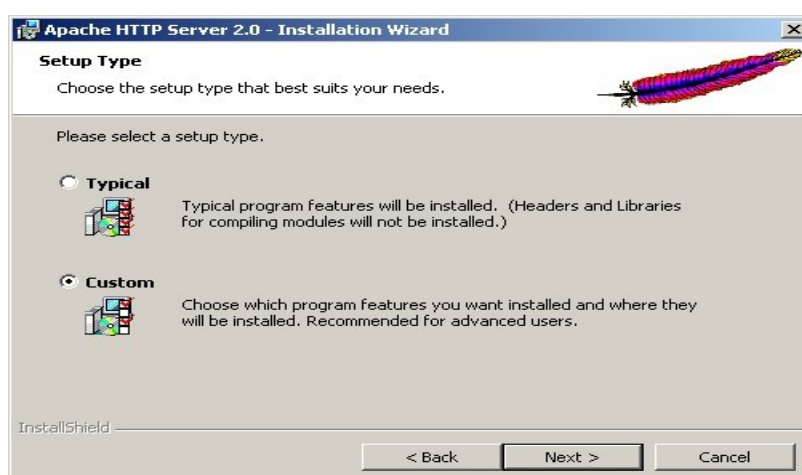 Apache HTTP Server 2.0 - Installation Wizard
Setup Type
Choose the setup type that best suits your needs.
Please select a setup type.
Typical
Typical program features will be installed. (Headers and Libraries
for compiling modules will not be installed.)
Custom
Choose which program features you want installed and where they
will be installed. Recommended for advanced users.
InstallShield
< Back
Next >
Cancel